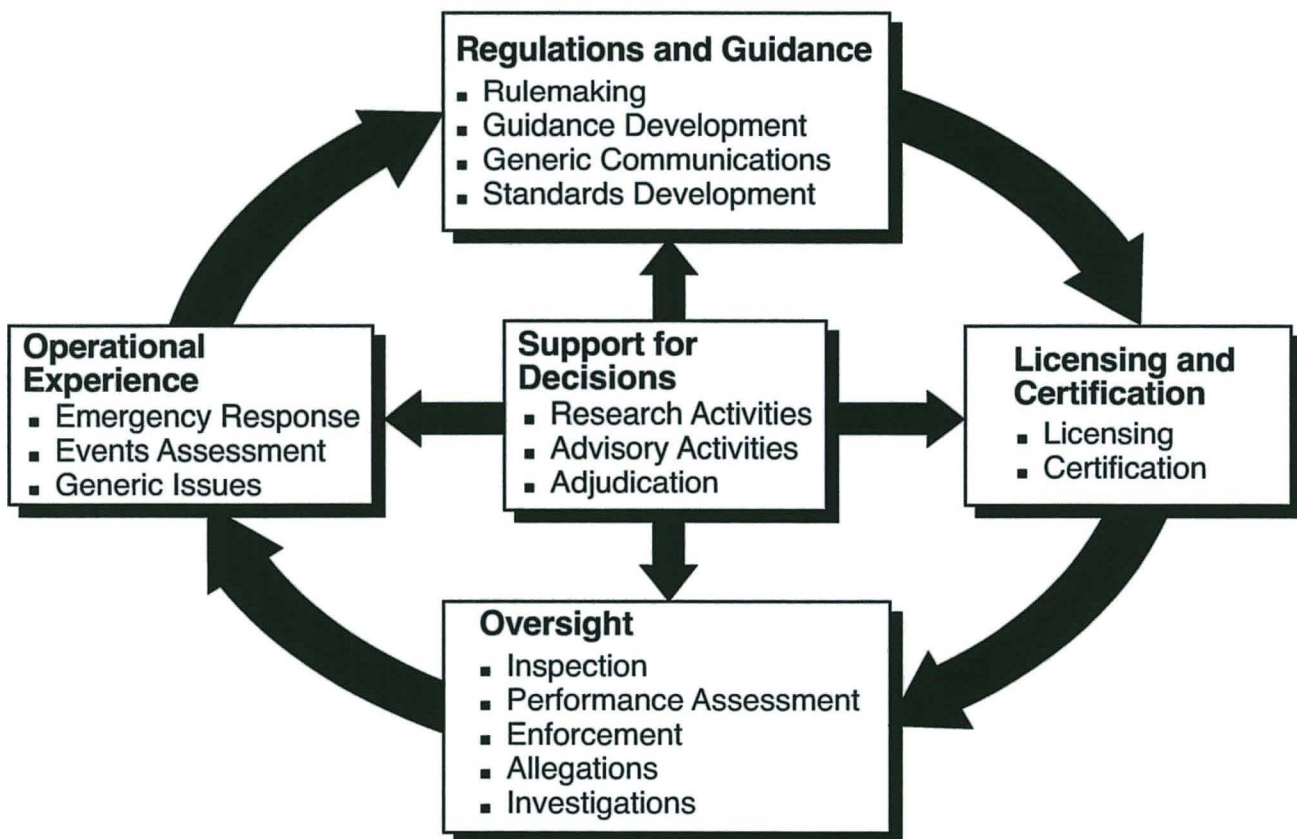 Regulations and Guidance
▪ Rulemaking
▪ Guidance Development
▪ Generic Communications
▪ Standards Development
Operational
Experience
▪ Emergency Response
▪ Events Assessment
▪ Generic Issues
Support for
Decisions
▪ Research Activities
▪ Advisory Activities
▪ Adjudication
Licensing and
Certification
▪ Licensing
▪ Certification
Oversight
▪ Inspection
▪ Performance Assessment
▪ Enforcement
▪ Allegations
▪ Investigations